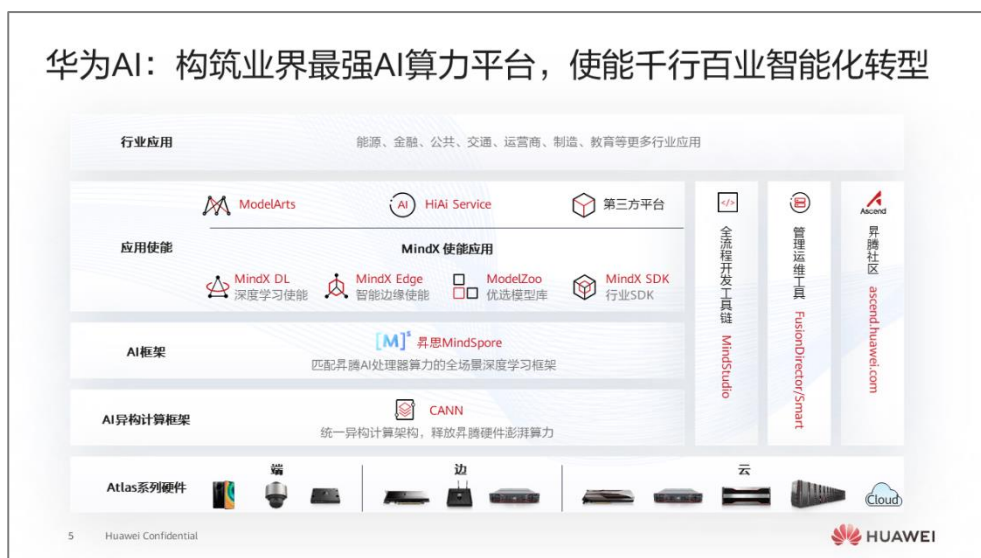 华为AI：构筑业界最强AI算力平台，使能千行百业智能化转型
行业应用
能源、金融、公共、交通、运营商、制造、教育等更多行业应用
应用使能
ModelArts
AI
HiAi Service
第三方平台
MindX 使能应用
MindX DL
深度学习使能
MindX Edge
智能边缘使能
ModelZoo
优选模型库
MindX SDK
行业SDK
AI框架
[M]s 昇思MindSpore
匹配昇腾AI处理器算力的全场景深度学习框架
AI异构计算框架
CANN
统一异构计算架构，释放昇腾硬件澎湃算力
</>
全流程开发工具链 MindStudio
管理运维工具 FusionDirector/Smart
Ascend
昇腾社区 ascend.huawei.com
Atlas系列硬件
端
边
云
Cloud
5
Huawei Confidential
HUAWEI